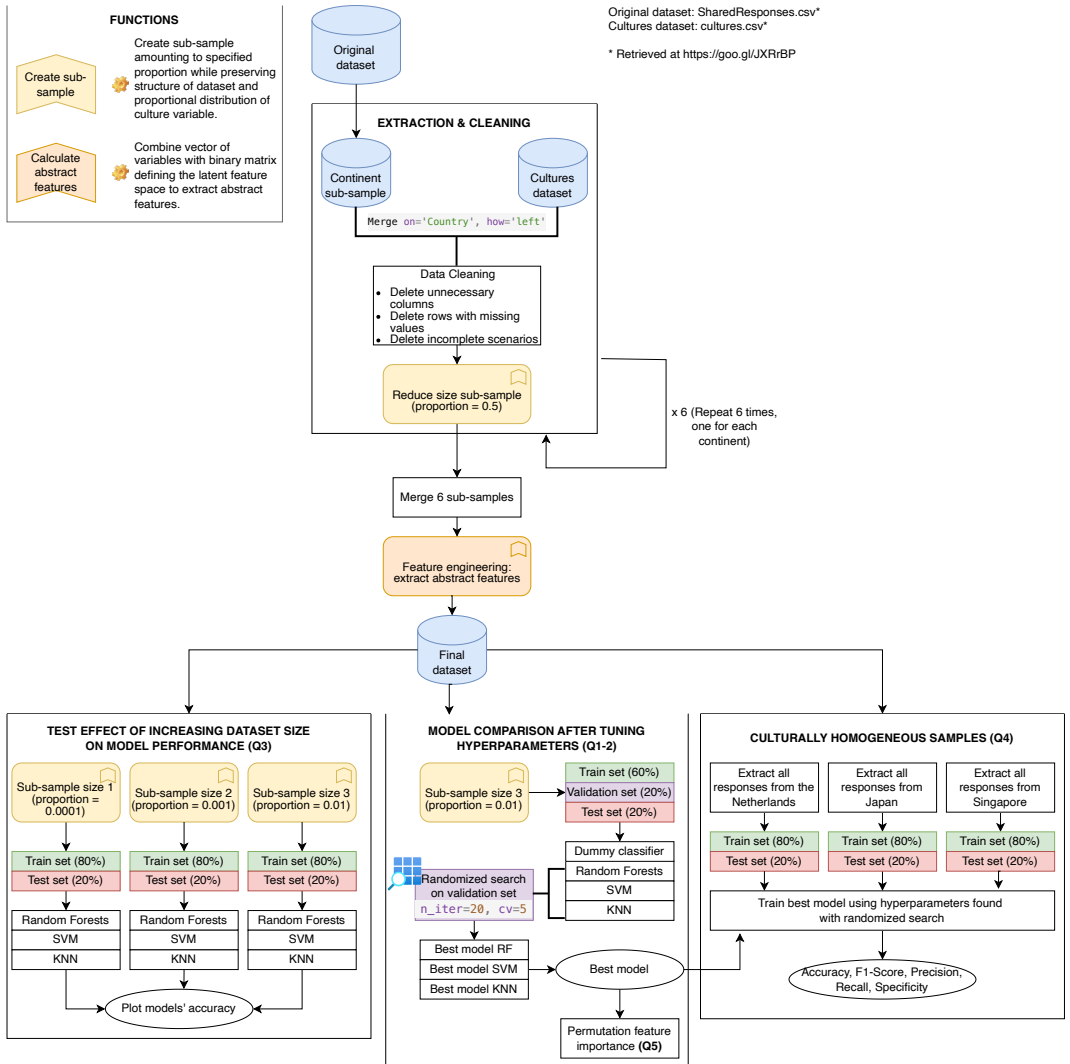 FUNCTIONS
Create sub-
sample
Create sub-sample
amounting to specified
proportion while preserving
structure of dataset and
proportional distribution of
culture variable.
Calculate
abstract
features
Combine vector of
variables with binary matrix
defining the latent feature
space to extract abstract
features.
Original
dataset
Original dataset: SharedResponses.csv*
Cultures dataset: cultures.csv*
* Retrieved at https://goo.gl/JXRrBP
EXTRACTION & CLEANING
Continent
sub-sample
Cultures
dataset
Merge on='Country', how='left'
Data Cleaning
• Delete unnecessary
columns
• Delete rows with missing
values
• Delete incomplete scenarios
Reduce size sub-sample
(proportion = 0.5)
x 6 (Repeat 6 times,
one for each
continent)
Merge 6 sub-samples
Feature engineering:
extract abstract features
Final
dataset
TEST EFFECT OF INCREASING DATASET SIZE
ON MODEL PERFORMANCE (Q3)
Sub-sample size 1
(proportion =
0.0001)
Sub-sample size 2
(proportion = 0.001)
Sub-sample size 3
(proportion = 0.01)
Train set (80%)
Train set (80%)
Train set (80%)
Test set (20%)
Test set (20%)
Test set (20%)
Random Forests
Random Forests
Random Forests
SVM
SVM
SVM
KNN
KNN
KNN
Plot models' accuracy
MODEL COMPARISON AFTER TUNING
HYPERPARAMETERS (Q1-2)
Sub-sample size 3
(proportion = 0.01)
Train set (60%)
Validation set (20%)
Test set (20%)
Dummy classifier
Random Forests
SVM
KNN
Randomized search
on validation set
n_iter=20, cv=5
Best model RF
Best model SVM
Best model KNN
Best model
Permutation feature
importance (Q5)
CULTURALLY HOMOGENEOUS SAMPLES (Q4)
Extract all
responses from the
Netherlands
Extract all
responses from
Japan
Extract all
responses from
Singapore
Train set (80%)
Train set (80%)
Train set (80%)
Test set (20%)
Test set (20%)
Test set (20%)
Train best model using hyperparameters found
with randomized search
Accuracy, F1-Score, Precision,
Recall, Specificity